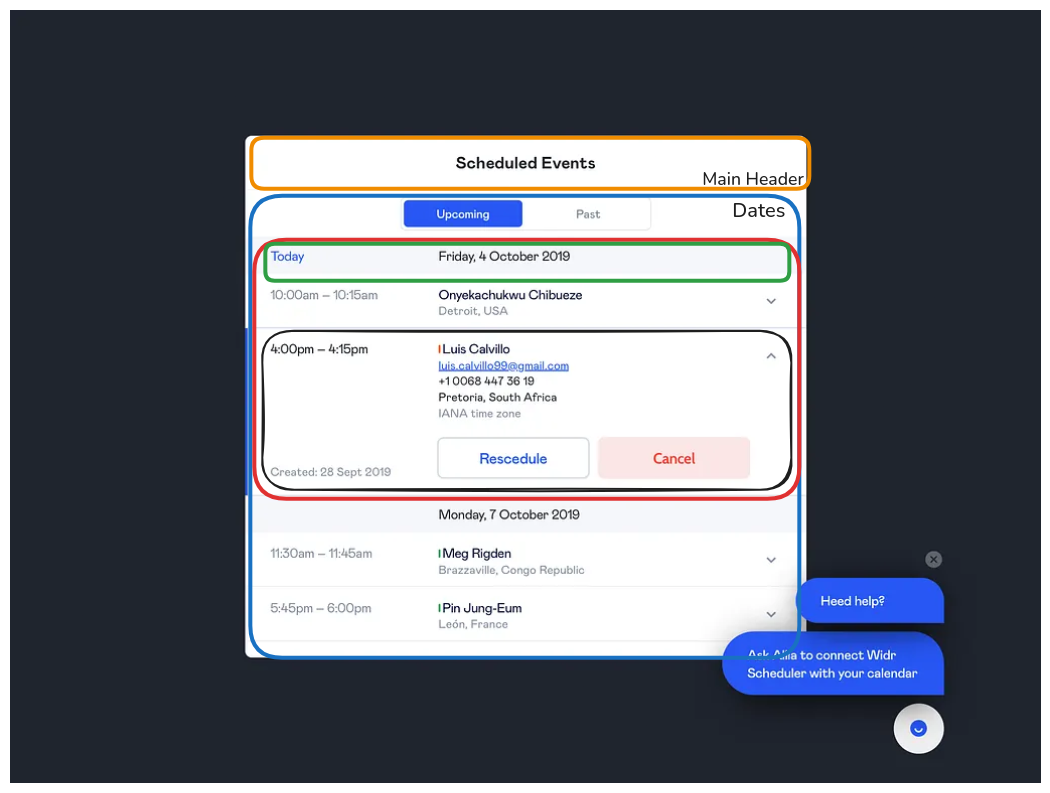 Scheduled Events
Main Header
Upcoming Past
Dates
Today Friday, 4 October 2019
10:00am – 10:15am Onyekachukwu Chibueze
Detroit, USA
4:00pm – 4:15pm Luis Calvillo
luis.calvillo99@gmail.com
+1 0068 447 36 19
Pretoria, South Africa
IANA time zone
Rescedule Cancel
Created: 28 Sept 2019
Monday, 7 October 2019
11:30am – 11:45am Meg Rigden
Brazzaville, Congo Republic
5:45pm – 6:00pm Pin Jung-Eum
León, France
Heed help?
Ask Allia to connect Widr
Scheduler with your calendar